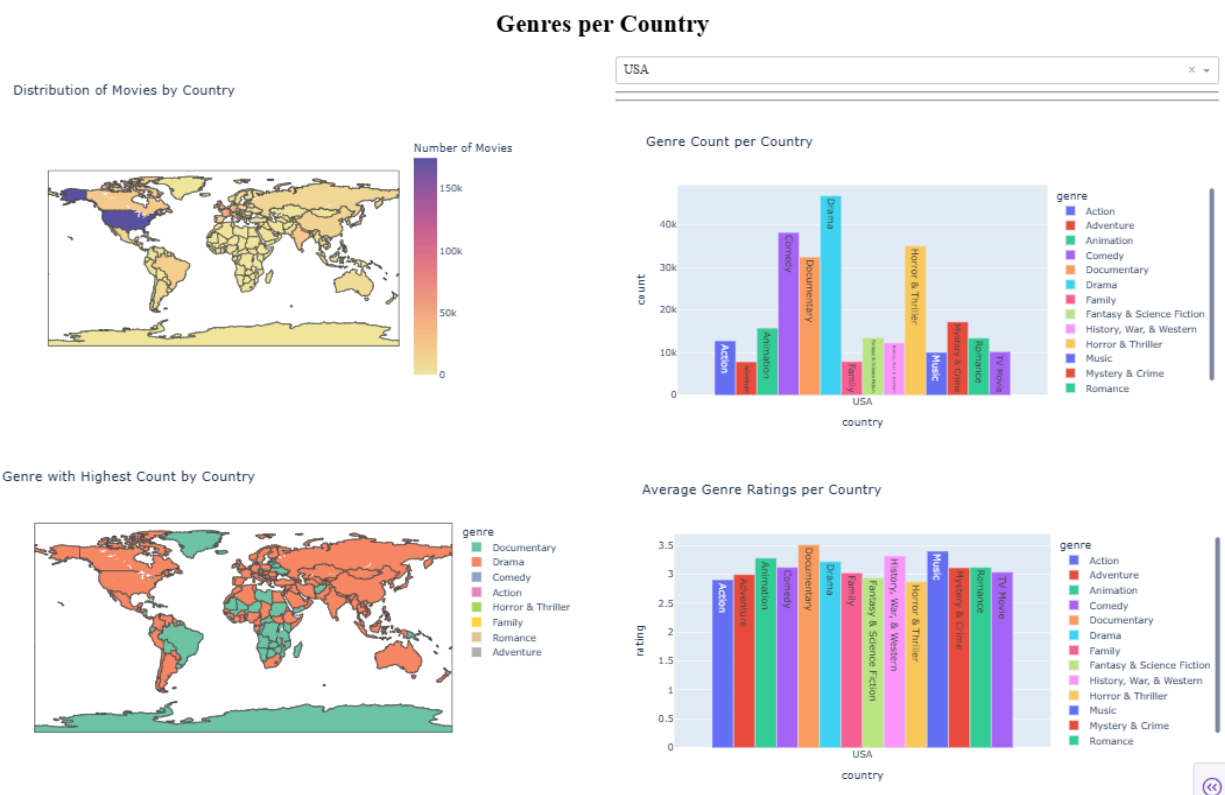 Genres per Country
USA
Distribution of Movies by Country
Number of Movies
150k
100k
50k
0
Genre Count per Country
count
40k
30k
20k
10k
0
Action
Adventure
Animation
Comedy
Documentary
Drama
Family
Fantasy & Science Fiction
History, War, & Western
Horror & Thriller
Music
Mystery & Crime
Romance
TV Movie
USA
country
genre
Action
Adventure
Animation
Comedy
Documentary
Drama
Family
Fantasy & Science Fiction
History, War, & Western
Horror & Thriller
Music
Mystery & Crime
Romance
Genre with Highest Count by Country
genre
Documentary
Drama
Comedy
Action
Horror & Thriller
Family
Romance
Adventure
Average Genre Ratings per Country
rating
3.5
3
2.5
2
1.5
1
0.5
0
Action
Adventure
Animation
Comedy
Documentary
Drama
Family
Fantasy & Science Fiction
History, War, & Western
Horror & Thriller
Music
Mystery & Crime
Romance
TV Movie
USA
country
genre
Action
Adventure
Animation
Comedy
Documentary
Drama
Family
Fantasy & Science Fiction
History, War, & Western
Horror & Thriller
Music
Mystery & Crime
Romance